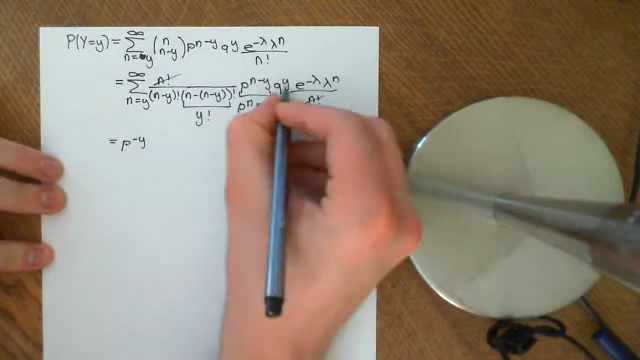 P(Y=y) = ∑_{n=y}^{∞} (n choose n-y) p^{n-y} q^y e^{-λ} λ^n / n!
= ∑_{n=y}^{∞} n! / ((n-y)! (n-(n-y))!) p^{n-y} q^y e^{-λ} λ^n / n!
y! p^n
= p^{-y}